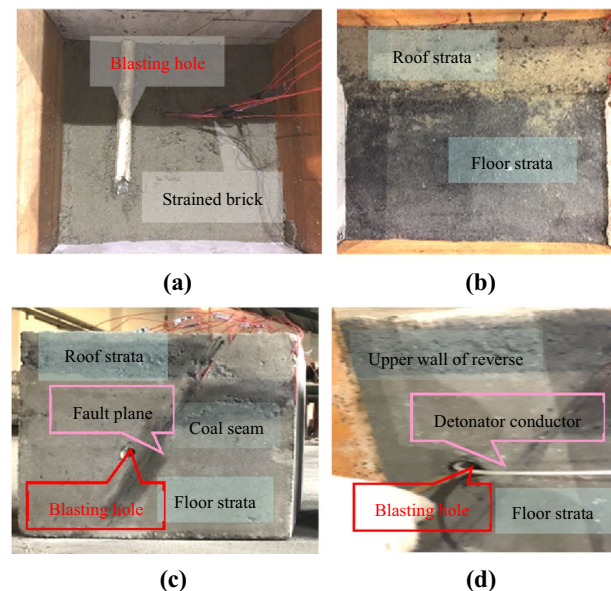 Blasting hole
Strained brick
(a)
Roof strata
Floor strata
(b)
Roof strata
Fault plane
Coal seam
Blasting hole
Floor strata
(c)
Upper wall of reverse
Detonator conductor
Blasting hole
Floor strata
(d)